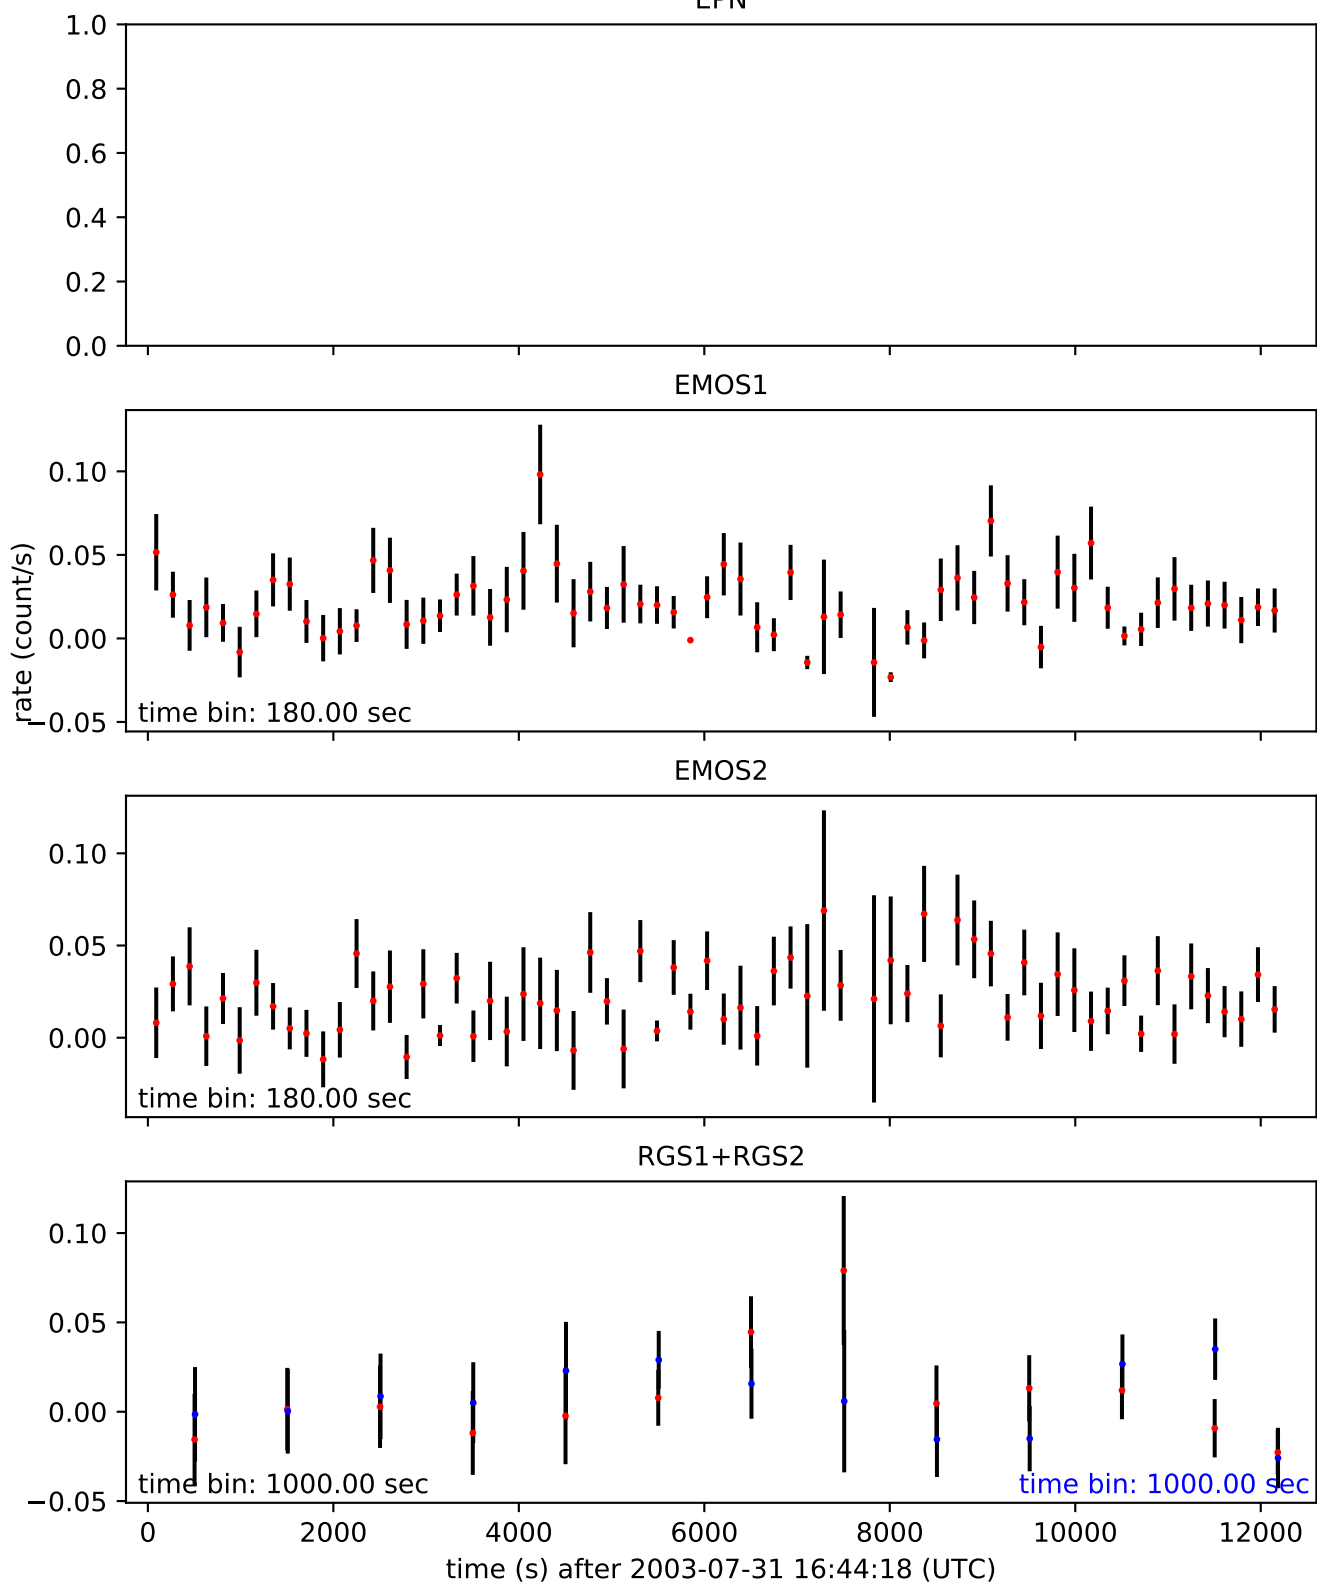 EPN
1.0
0.8
0.6
0.4
0.2
0.0
EMOS1
0.10
0.05
0.00
−0.05
rate (count/s)
time bin: 180.00 sec
EMOS2
0.10
0.05
0.00
time bin: 180.00 sec
RGS1+RGS2
0.10
0.05
0.00
−0.05
time bin: 1000.00 sec
time bin: 1000.00 sec
0 2000 4000 6000 8000 10000 12000
time (s) after 2003-07-31 16:44:18 (UTC)